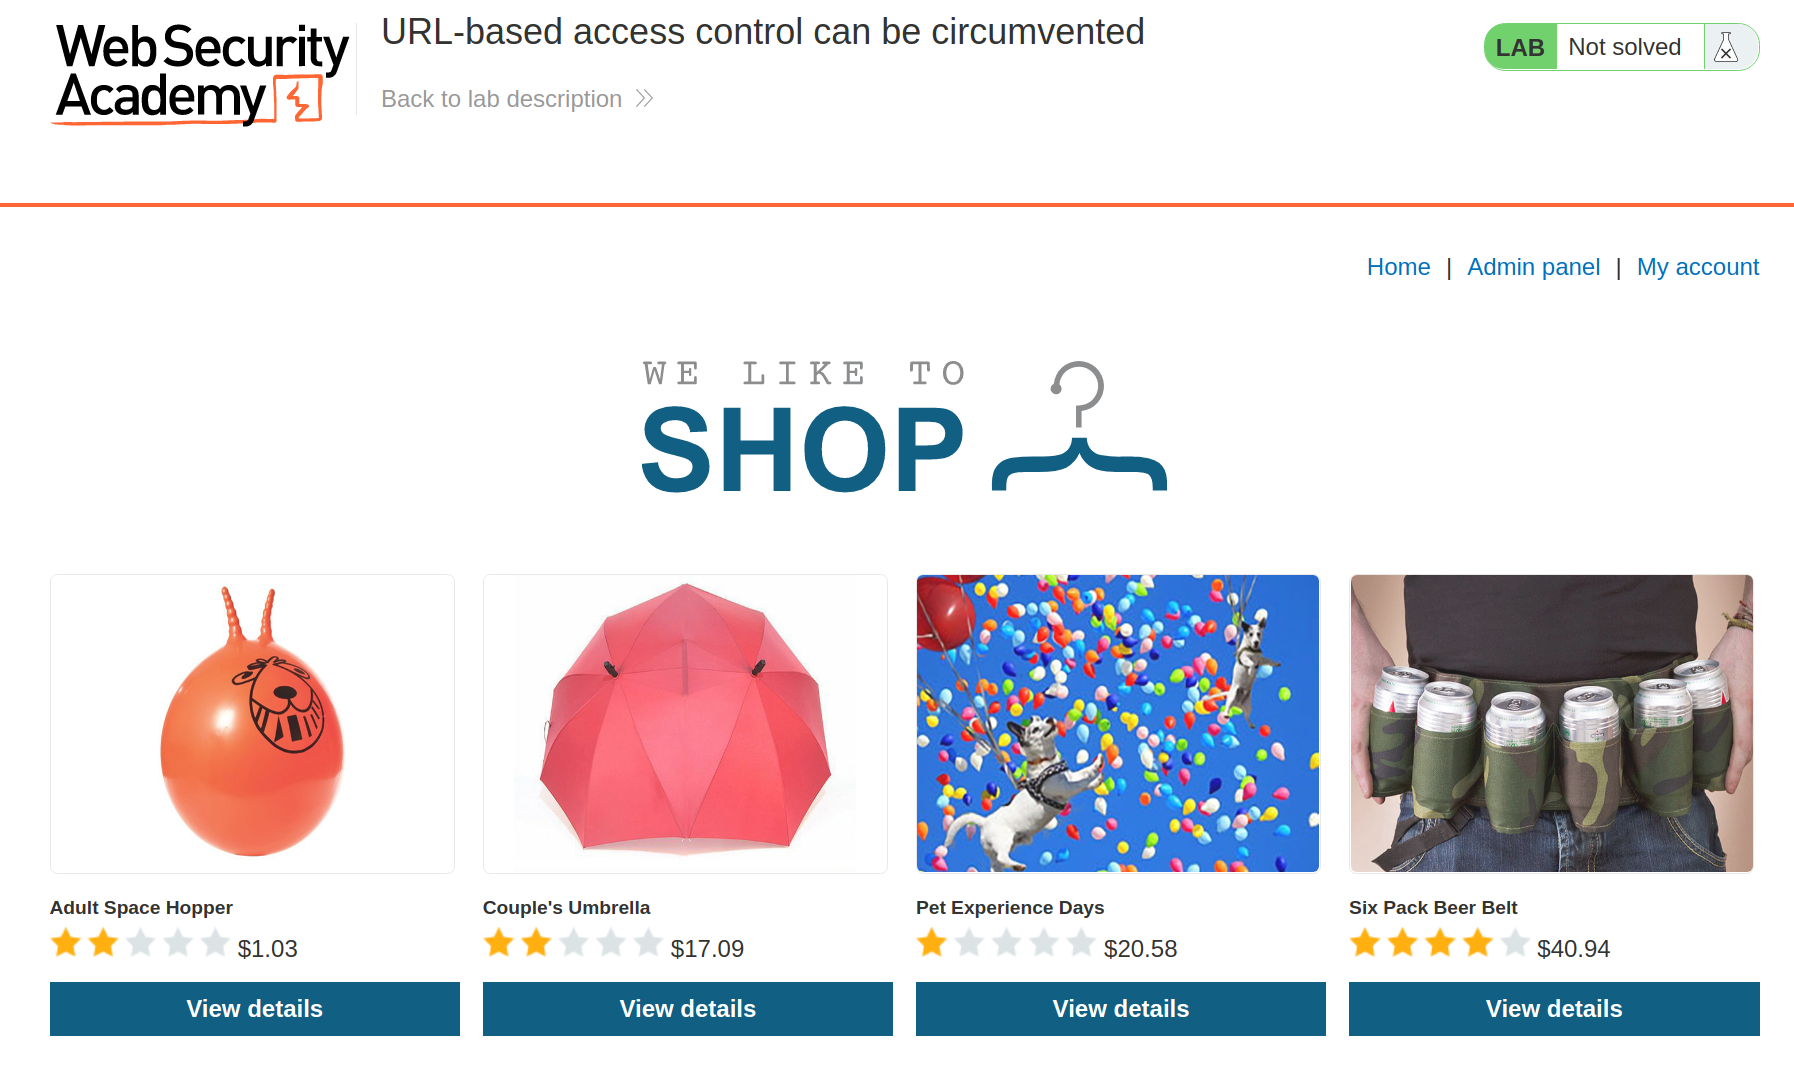 Web Security
Academy
URL-based access control can be circumvented
Back to lab description
LAB Not solved
Home | Admin panel | My account
WE LIKE TO
SHOP
Adult Space Hopper
$1.03
View details
Couple's Umbrella
$17.09
View details
Pet Experience Days
$20.58
View details
Six Pack Beer Belt
$40.94
View details